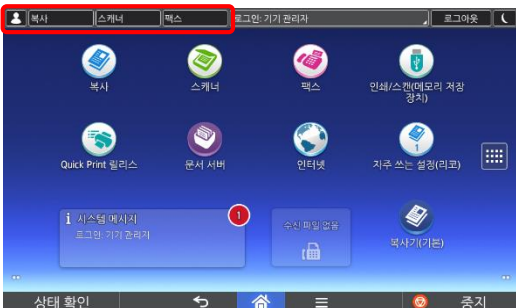 복사 스캐너 팩스 로그인: 기기 관리자 로그아웃
복사 스캐너 팩스 인쇄/스캔(메모리 저장
장치)
Quick Print 릴리스 문서 서버 인터넷 자주 쓰는 설정(리코)
1
i 시스템 메시지 1
로그인: 기기 관리자
수신 파일 없음
복사기(기본)
상태 확인 중지